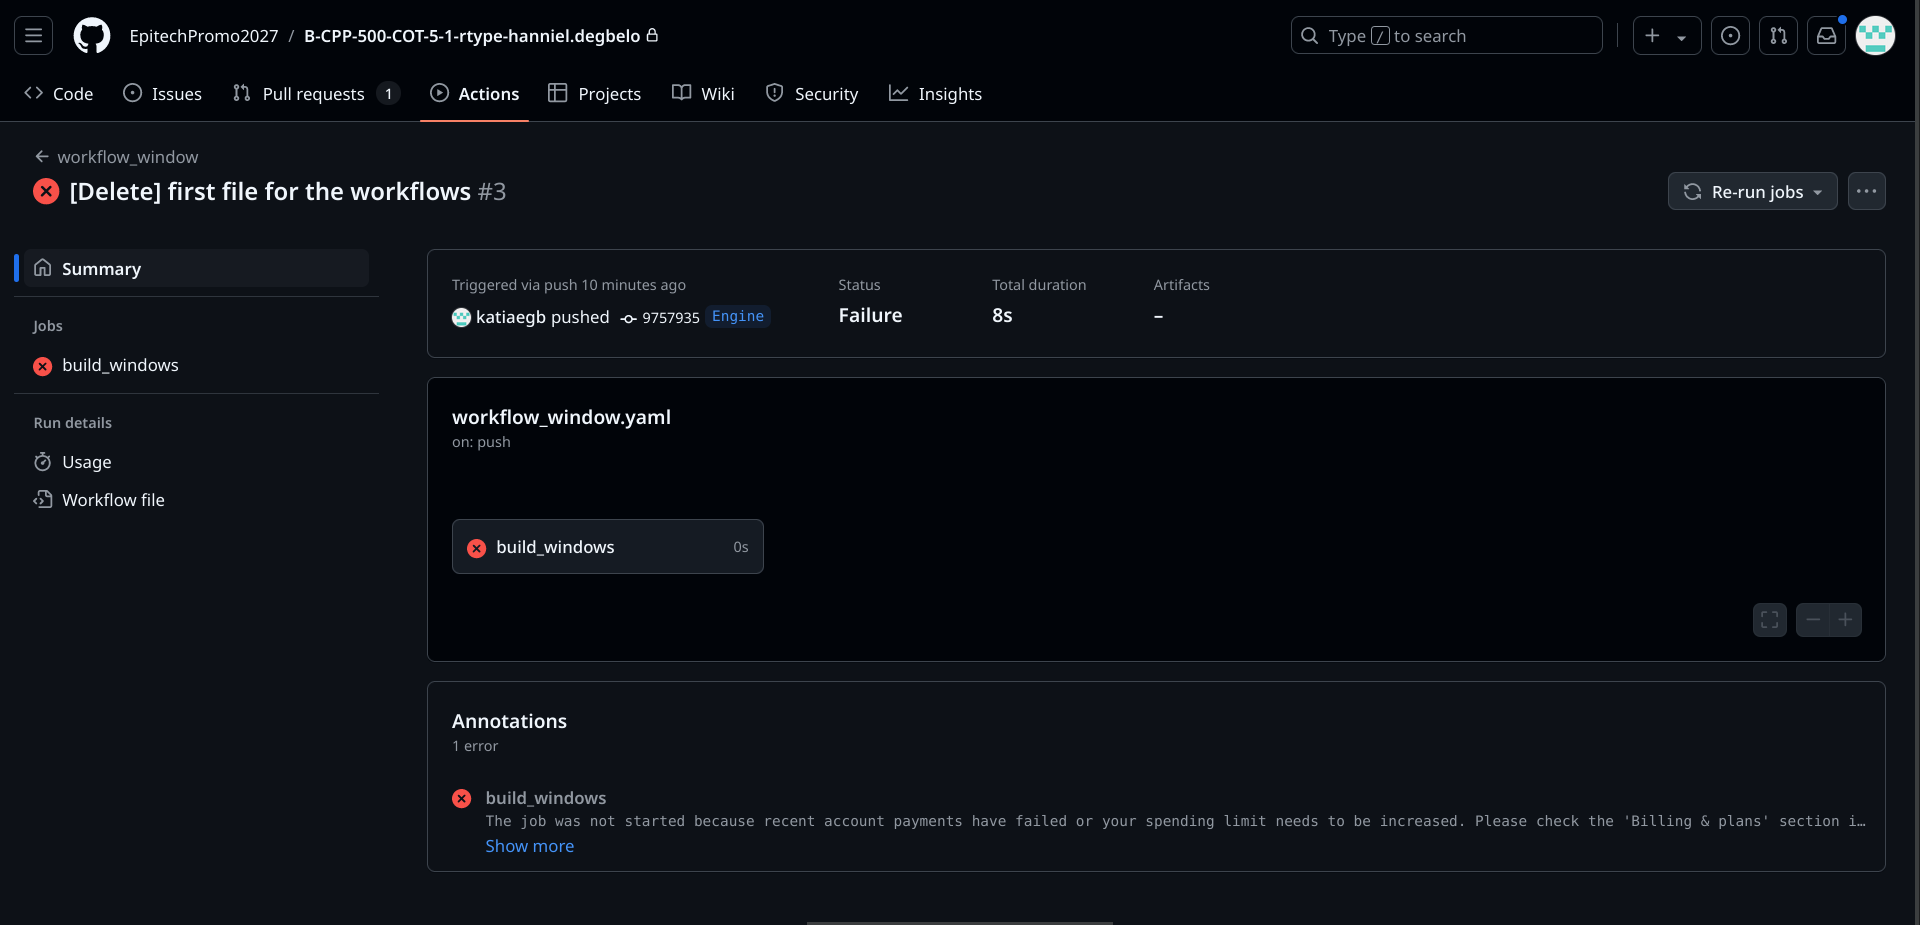 EpitechPromo2027 / B-CPP-500-COT-5-1-rtype-hanniel.degbelo
Type / to search
Code Issues Pull requests 1 Actions Projects Wiki Security Insights
workflow_window
[Delete] first file for the workflows #3
Re-run jobs
Summary
Jobs
build_windows
Run details
Usage
Workflow file
Triggered via push 10 minutes ago
katiaegb pushed 9757935 Engine
Status
Failure
Total duration
8s
Artifacts
–
workflow_window.yaml
on: push
build_windows 0s
Annotations
1 error
build_windows
The job was not started because recent account payments have failed or your spending limit needs to be increased. Please check the 'Billing & plans' section i…
Show more